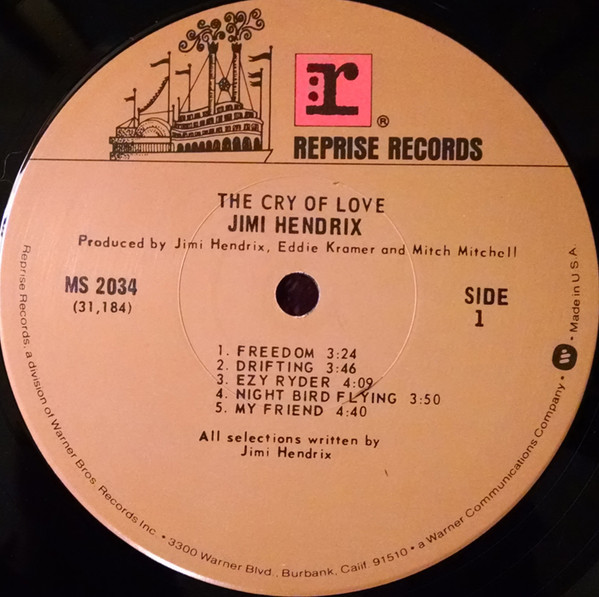 r
®
REPRISE RECORDS
THE CRY OF LOVE
JIMI HENDRIX
Produced by Jimi Hendrix, Eddie Kramer and Mitch Mitchell
MS 2034
(31,184)
SIDE
1
1. FREEDOM 3:24
2. DRIFTING 3:46
3. EZY RYDER 4:09
4. NIGHT BIRD FLYING 3:50
5. MY FRIEND 4:40
All selections written by
Jimi Hendrix
Reprise Records, a division of Warner Bros. Records Inc. • 3300 Warner Blvd., Burbank, Calif. 91510 • a Warner Communications Company. • Made in U.S.A.